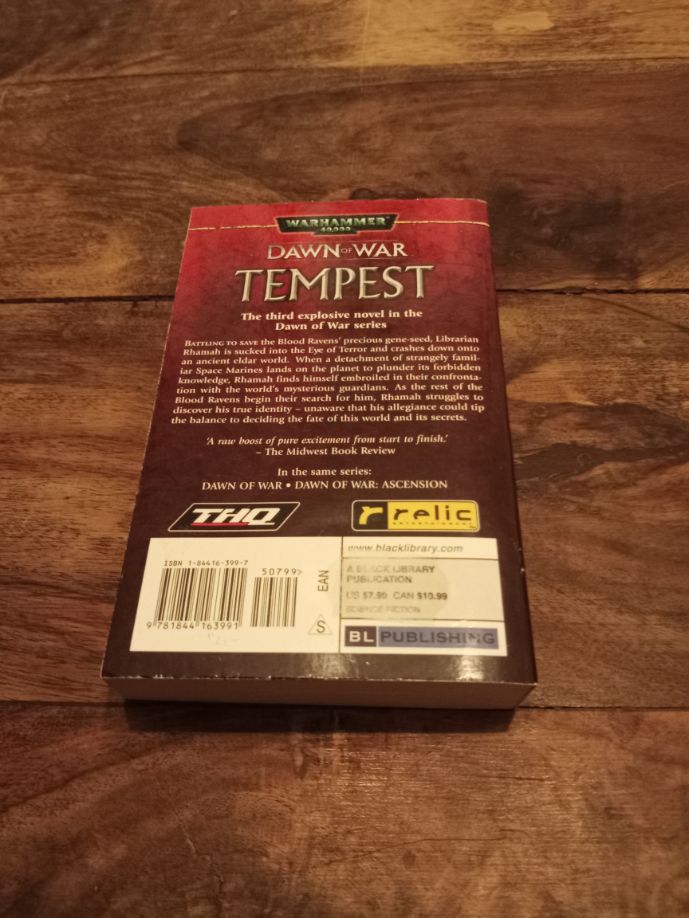 WARHAMMER
40,000
DAWN OF WAR
TEMPEST
The third explosive novel in the
Dawn of War series
BATTLING TO SAVE the Blood Ravens' precious gene-seed, Librarian
Rhamah is sucked into the Eye of Terror and crashes down onto
an ancient eldar world. When a detachment of strangely famil-
iar Space Marines lands on the planet to plunder its forbidden
knowledge, Rhamah finds himself embroiled in their confronta-
tion with the world's mysterious guardians. As the rest of the
Blood Ravens begin their search for him, Rhamah struggles to
discover his true identity – unaware that his allegiance could tip
the balance to deciding the fate of this world and its secrets.
'A raw boost of pure excitement from start to finish.'
– The Midwest Book Review
In the same series:
DAWN OF WAR • DAWN OF WAR: ASCENSION
THQ
r relic
ENTERTAINMENT
ISBN 1-84416-399-7
50799>
EAN
9 781844 163991
S
www.blacklibrary.com
A BLACK LIBRARY
PUBLICATION
US $7.99 CAN $10.99
SCIENCE FICTION
BL PUBLISHING